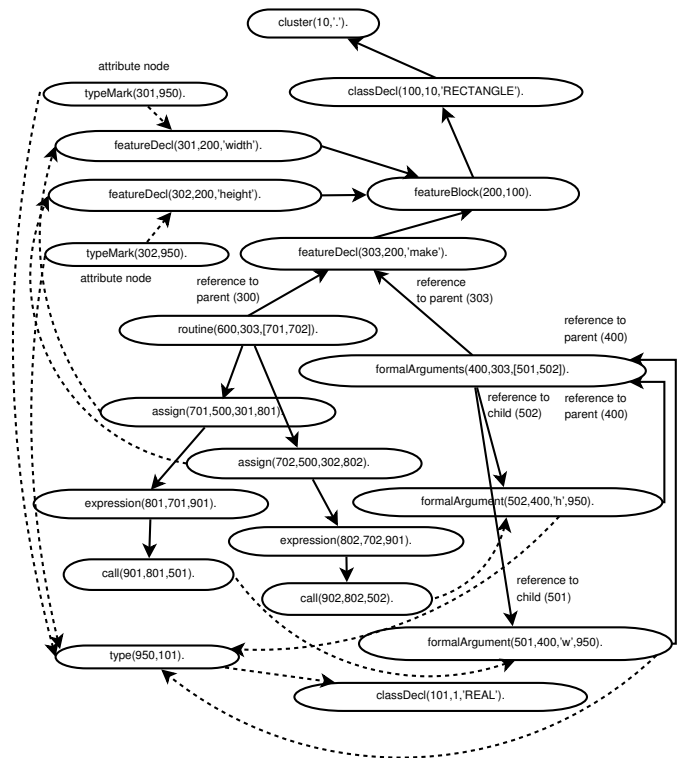 cluster(10,'.').
attribute node
typeMark(301,950).
classDecl(100,10,'RECTANGLE').
featureDecl(301,200,'width').
featureDecl(302,200,'height').
featureBlock(200,100).
typeMark(302,950).
attribute node
featureDecl(303,200,'make').
reference to
parent (300)
reference
to parent (303)
routine(600,303,[701,702]).
reference to
parent (400)
formalArguments(400,303,[501,502]).
reference to
child (502)
reference to
parent (400)
assign(701,500,301,801).
assign(702,500,302,802).
expression(801,701,901).
formalArgument(502,400,'h',950).
expression(802,702,901).
call(901,801,501).
reference to
child (501)
call(902,802,502).
formalArgument(501,400,'w',950).
type(950,101).
classDecl(101,1,'REAL').